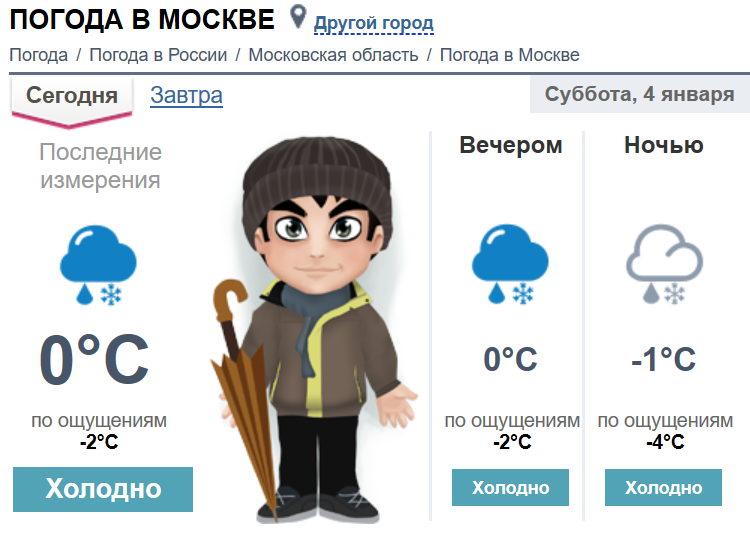 ПОГОДА В МОСКВЕ Другой город
Погода / Погода в России / Московская область / Погода в Москве
Сегодня Завтра Суббота, 4 января
Последние
измерения
0°C
по ощущениям
-2°C
Холодно
Вечером
0°C
по ощущениям
-2°C
Холодно
Ночью
-1°C
по ощущениям
-4°C
Холодно